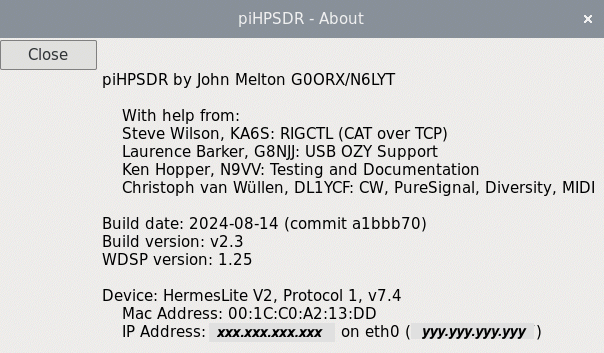 piHPSDR - About
×
Close
piHPSDR by John Melton G0ORX/N6LYT
With help from:
Steve Wilson, KA6S: RIGCTL (CAT over TCP)
Laurence Barker, G8NJJ: USB OZY Support
Ken Hopper, N9VV: Testing and Documentation
Christoph van Wüllen, DL1YCF: CW, PureSignal, Diversity, MIDI
Build date: 2024-08-14 (commit a1bbb70)
Build version: v2.3
WDSP version: 1.25
Device: HermesLite V2, Protocol 1, v7.4
Mac Address: 00:1C:C0:A2:13:DD
IP Address: xxx.xxx.xxx.xxx on eth0 ( yyy.yyy.yyy.yyy )